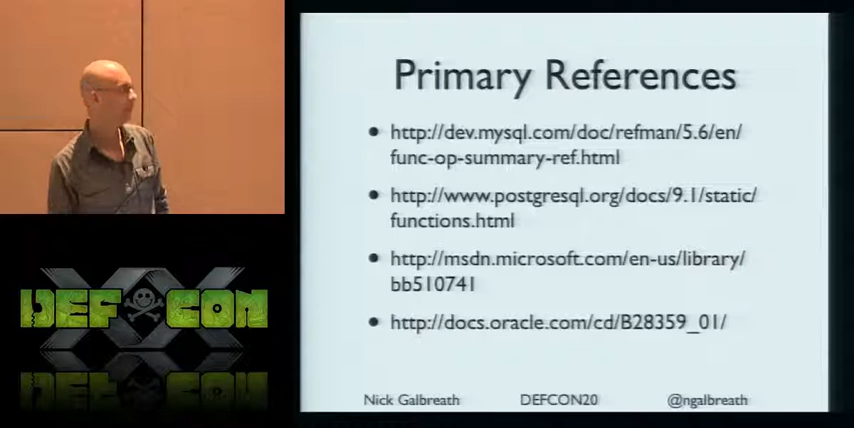 Primary References
http://dev.mysql.com/doc/refman/5.6/en/
func-op-summary-ref.html
http://www.postgresql.org/docs/9.1/static/
functions.html
http://msdn.microsoft.com/en-us/library/
bb510741
http://docs.oracle.com/cd/B28359_01/
Nick Galbreath DEFCON20 @ngalbreath
XX
DEF CON